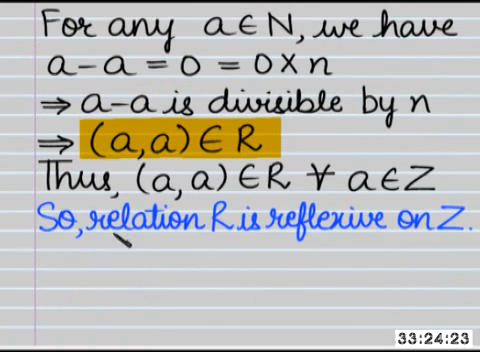 For any a∈N, we have
a-a = 0 = 0×n
⇒ a-a is divisible by n
⇒ (a,a) ∈ R
Thus, (a,a) ∈ R ∀ a∈Z
So, relation R is reflexive on Z.
33:24:23